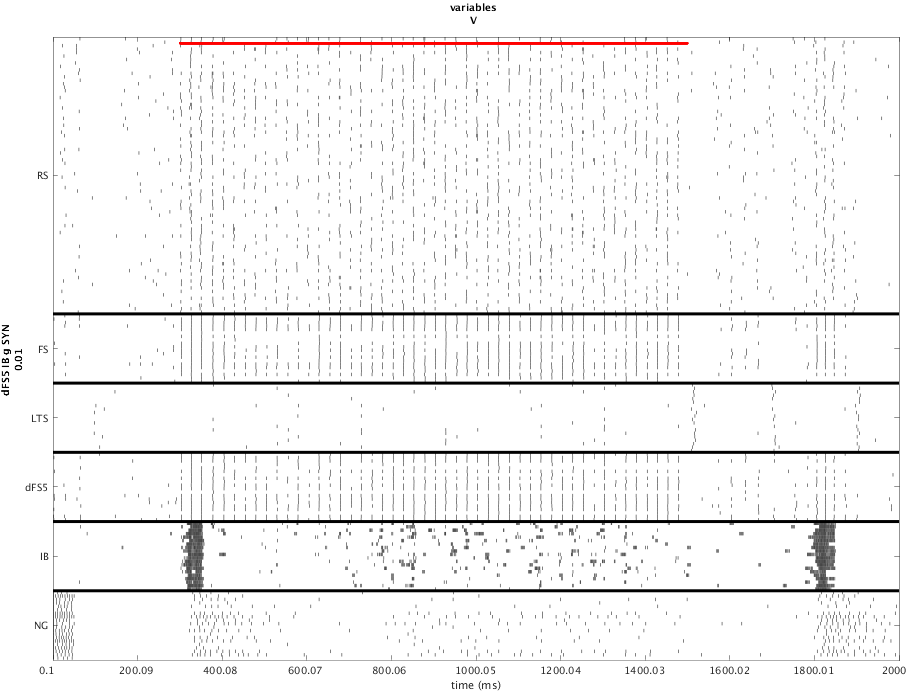 variables
V
RS
FS
LTS
dFS5
IB
NG
dFS5 IB g SYN
0.01
0.1
200.09
400.08
600.07
800.06
1000.05
1200.04
1400.03
1600.02
1800.01
2000
time (ms)